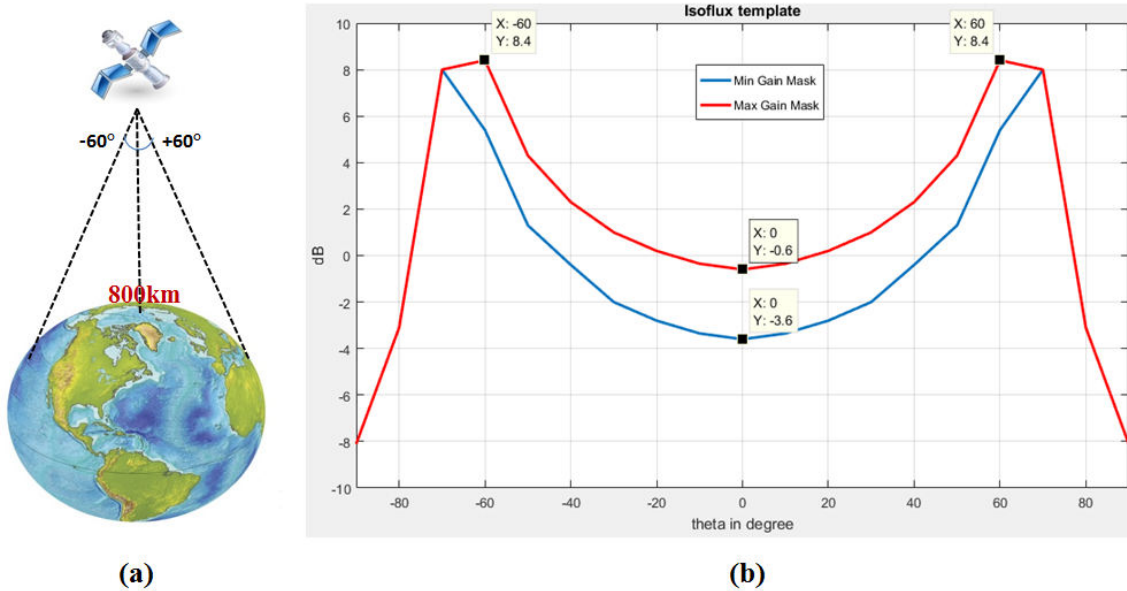 -60°
+60°
800km
(a)
Isoflux template
X: -60
Y: 8.4
X: 60
Y: 8.4
Min Gain Mask
Max Gain Mask
X: 0
Y: -0.6
X: 0
Y: -3.6
dB
10
8
6
4
2
0
-2
-4
-6
-8
-10
-80
-60
-40
-20
0
20
40
60
80
theta in degree
(b)